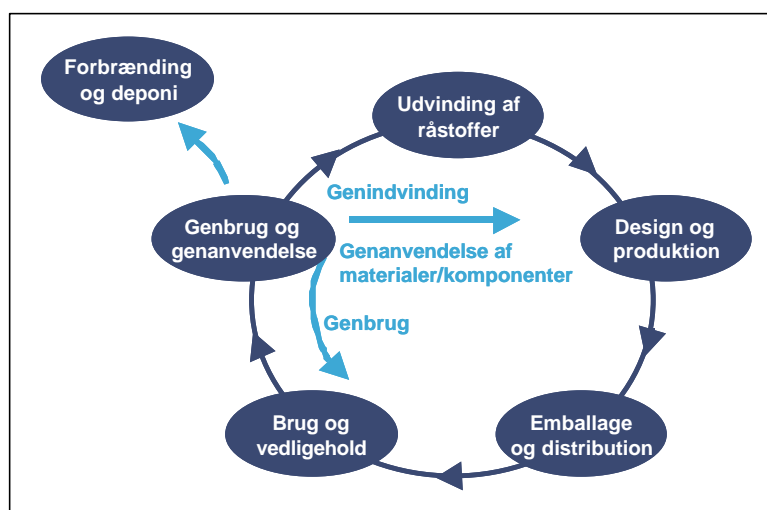 Forbrænding
og deponi
Udvinding af
råstoffer
Genindvinding
Genbrug og
genanvendelse
Design og
produktion
Genanvendelse af
materialer/komponenter
Genbrug
Brug og
vedligehold
Emballage
og distribution